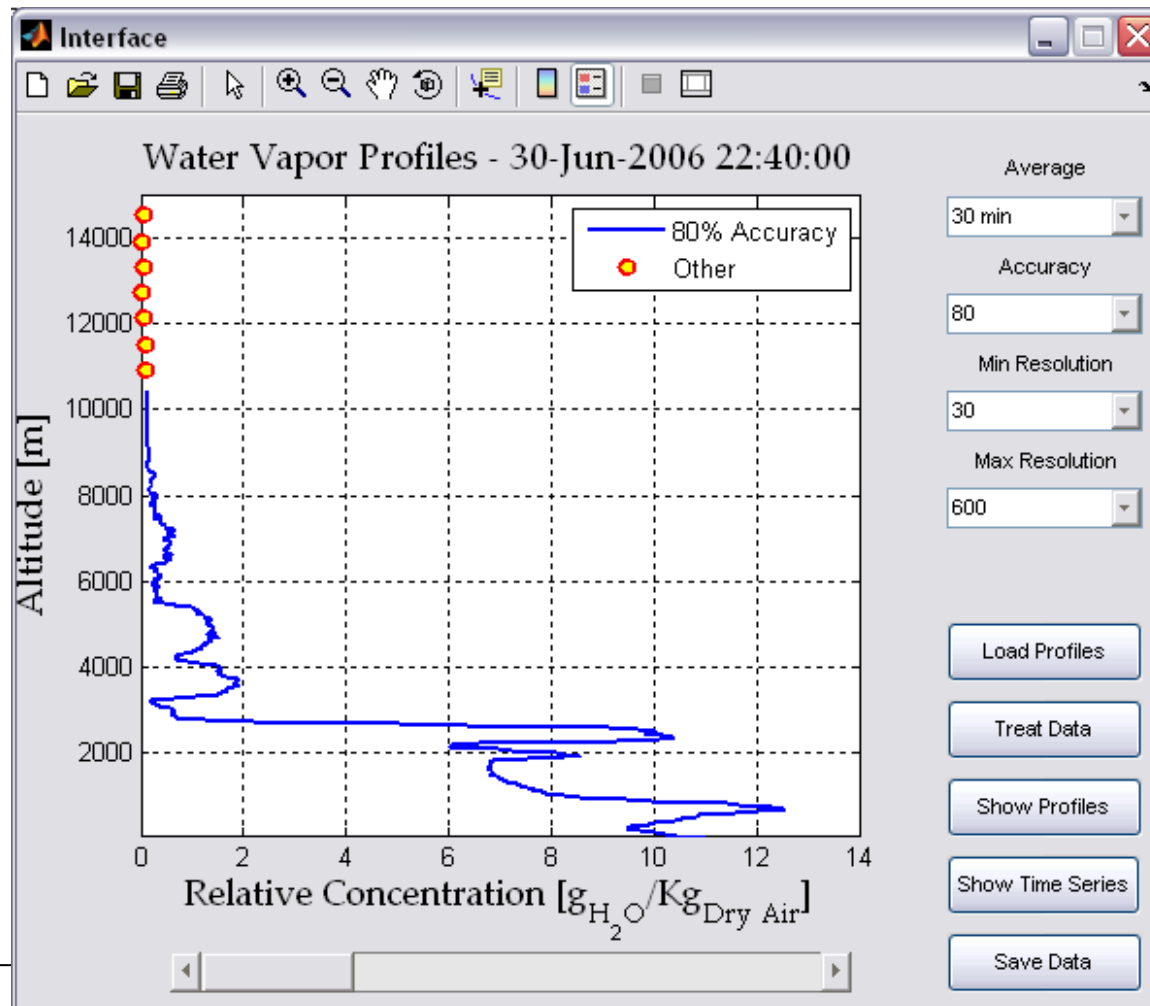 Interface
Water Vapor Profiles - 30-Jun-2006 22:40:00
80% Accuracy
Other
14000
12000
10000
8000
6000
4000
2000
Altitude [m]
0 2 4 6 8 10 12 14
Relative Concentration [gH2O/KgDry Air]
Average
30 min
Accuracy
80
Min Resolution
30
Max Resolution
600
Load Profiles
Treat Data
Show Profiles
Show Time Series
Save Data